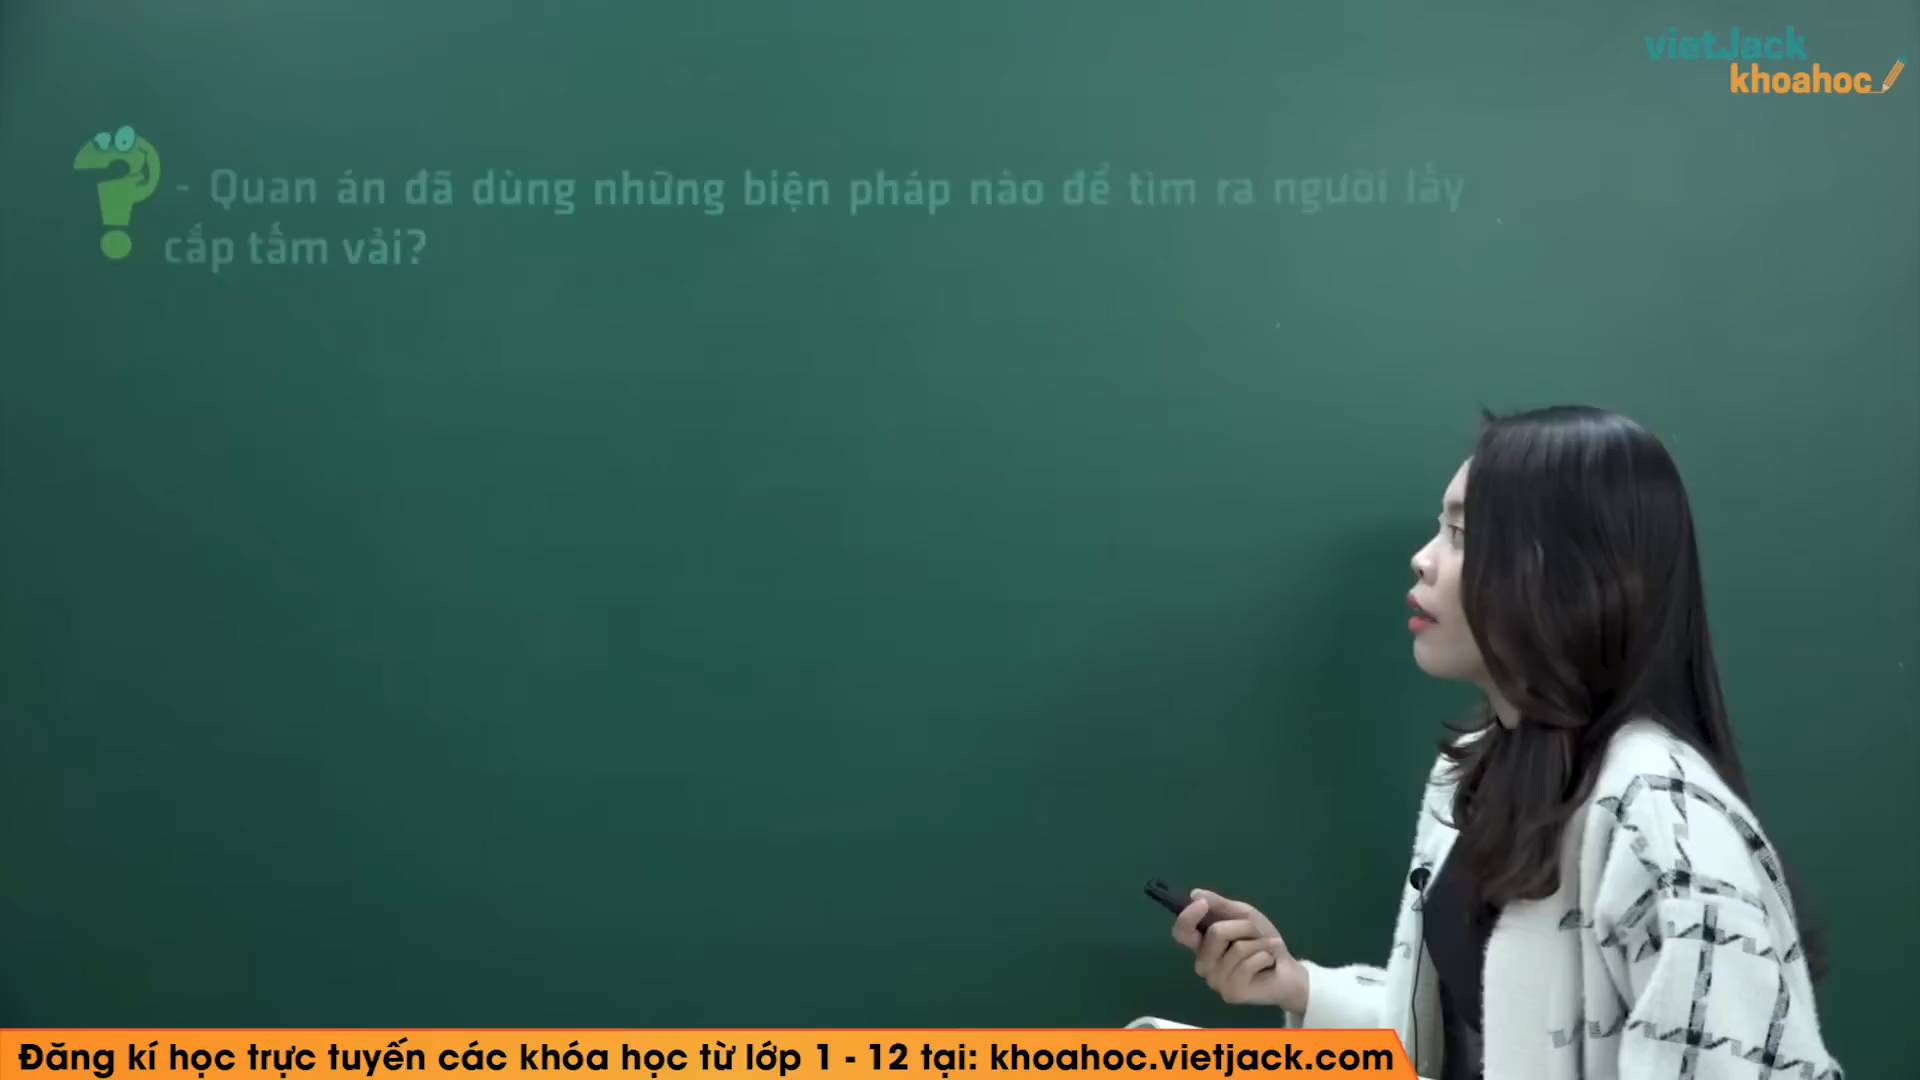 vietJack
khoahoc
- Quan án đã dùng những biện pháp nào để tìm ra người lấy
cắp tấm vải?
Đăng kí học trực tuyến các khóa học từ lớp 1 - 12 tại: khoahoc.vietjack.com